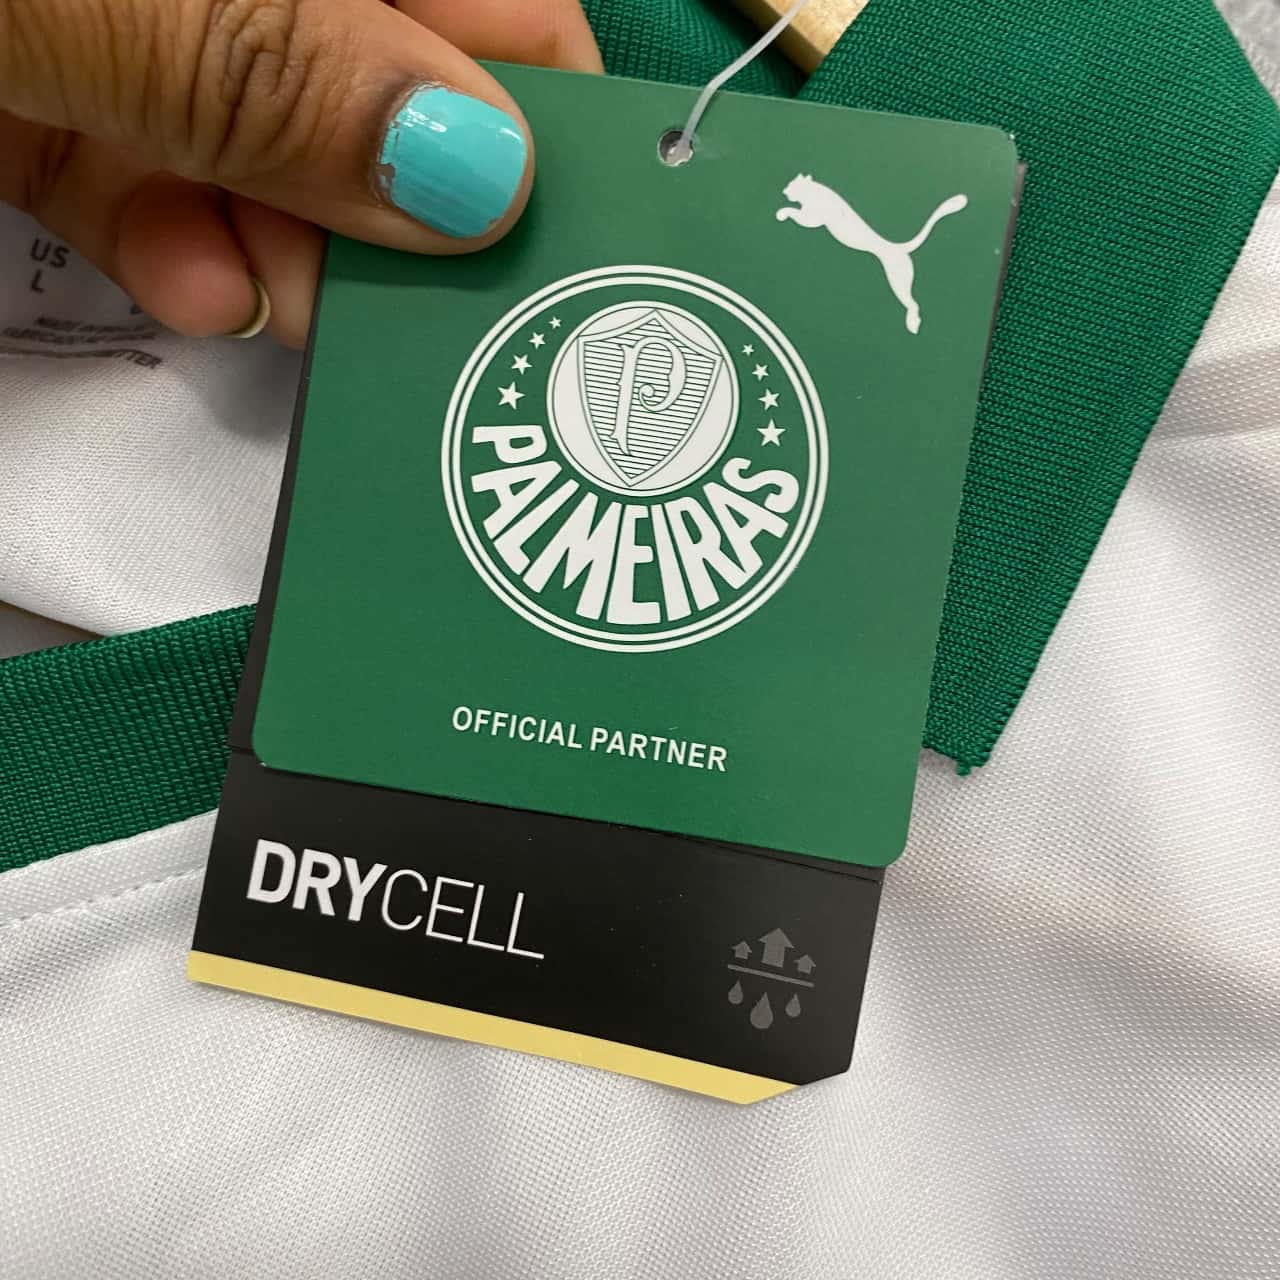 US
L
P
PALMEIRAS
OFFICIAL PARTNER
DRYCELL